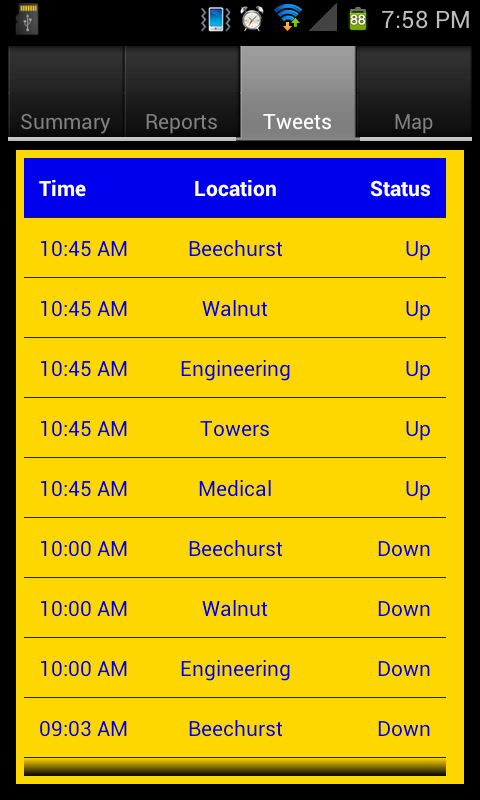 88 7:58 PM
Summary Reports Tweets Map
Time Location Status
10:45 AM Beechurst Up
10:45 AM Walnut Up
10:45 AM Engineering Up
10:45 AM Towers Up
10:45 AM Medical Up
10:00 AM Beechurst Down
10:00 AM Walnut Down
10:00 AM Engineering Down
09:03 AM Beechurst Down